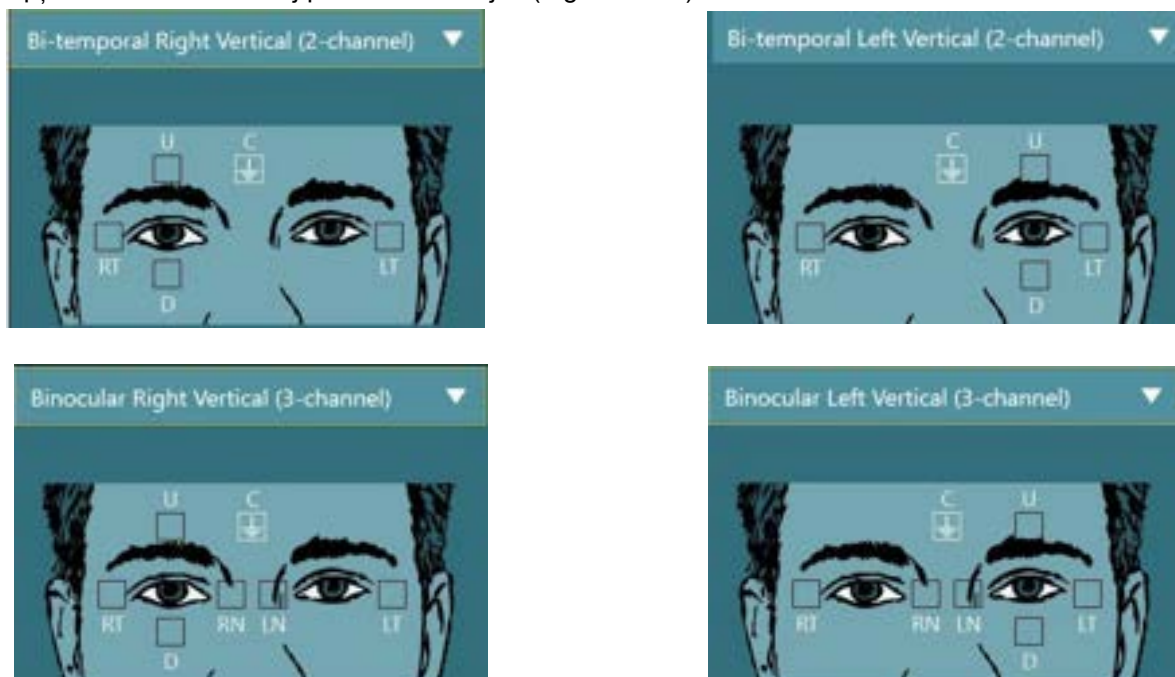 Bi-temporal Right Vertical (2-channel)
Bi-temporal Left Vertical (2-channel)
U C
RT LT
D
C U
RT LT
D
Binocular Right Vertical (3-channel)
Binocular Left Vertical (3-channel)
U C
RT RN LN LT
D
C U
RT RN LN LT
D